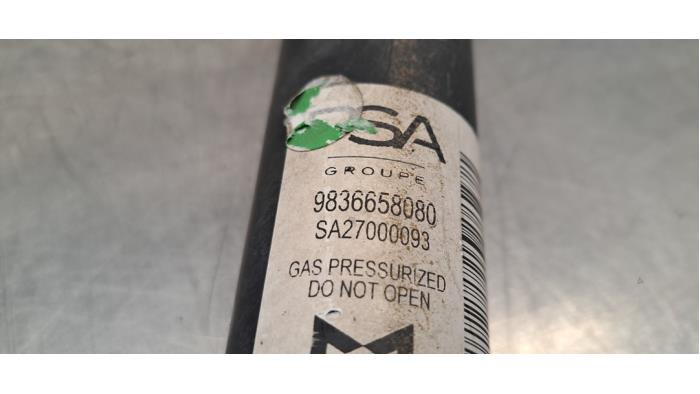 SA
GROUPE
9836658080
SA27000093
GAS PRESSURIZED
DO NOT OPEN